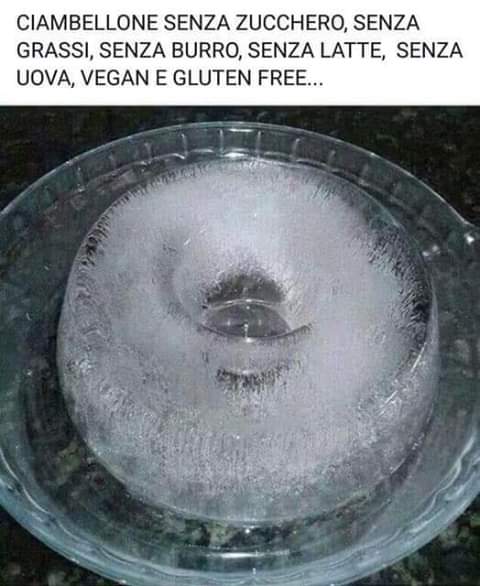 CIAMBELLONE SENZA ZUCCHERO, SENZA
GRASSI, SENZA BURRO, SENZA LATTE, SENZA
UOVA, VEGAN E GLUTEN FREE...